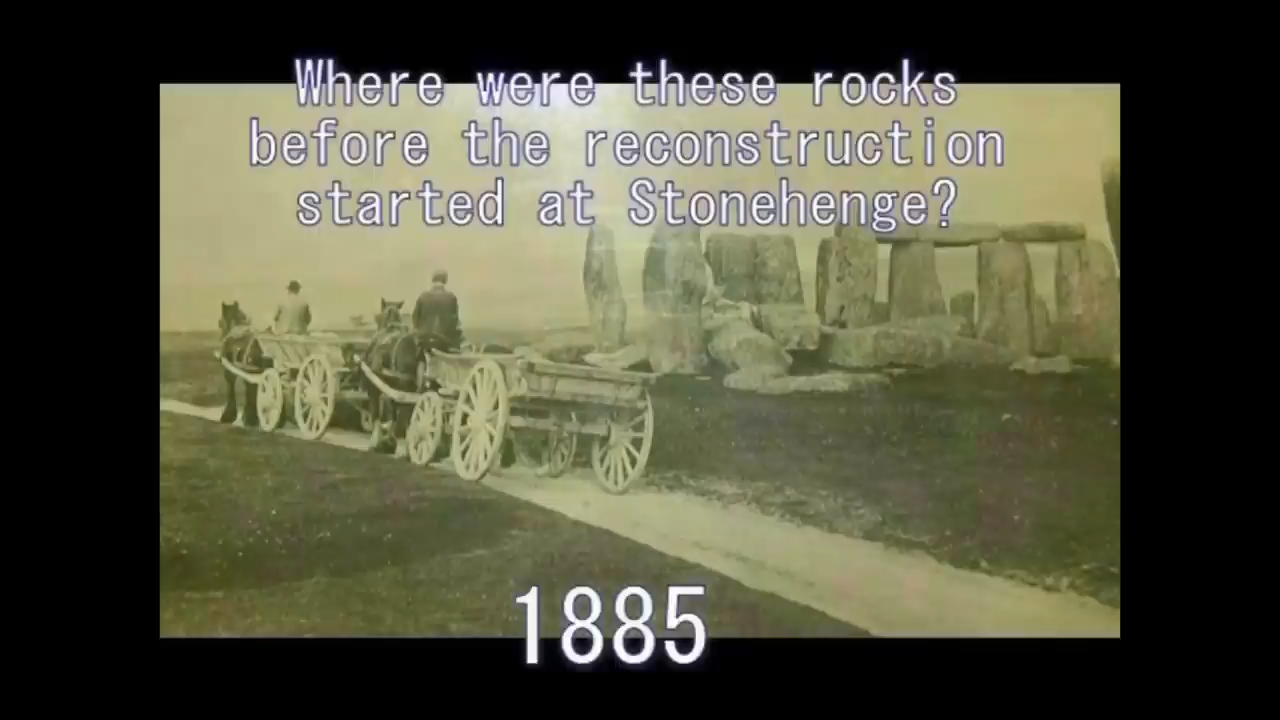 Where were these rocks
before the reconstruction
started at Stonehenge?
1885